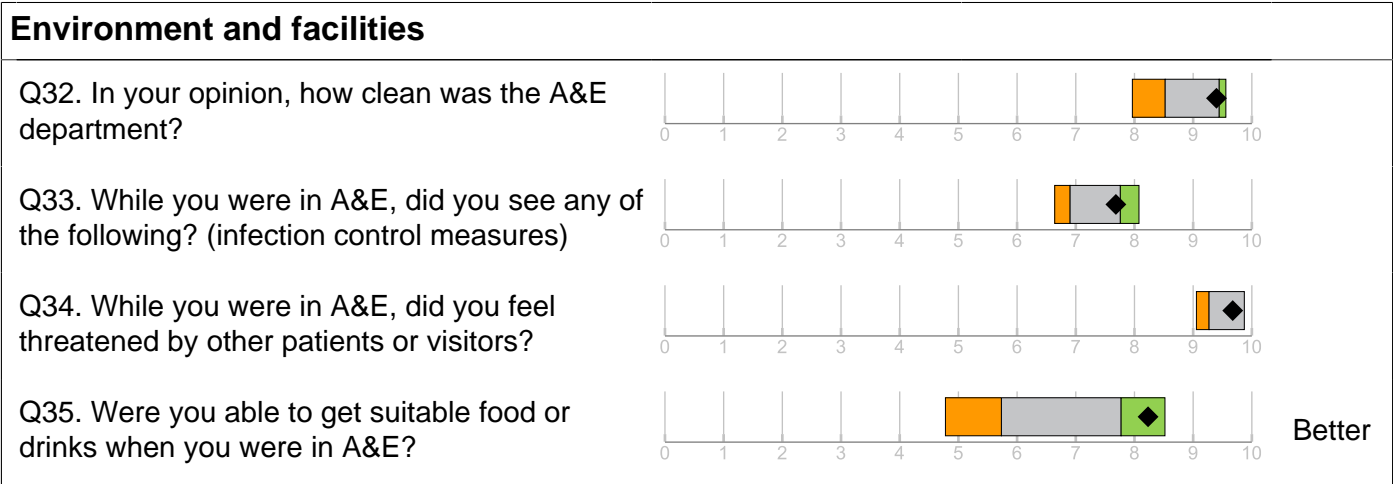 Environment and facilities
Q32. In your opinion, how clean was the A&E
department?
0 1 2 3 4 5 6 7 8 9 10
Q33. While you were in A&E, did you see any of
the following? (infection control measures)
0 1 2 3 4 5 6 7 8 9 10
Q34. While you were in A&E, did you feel
threatened by other patients or visitors?
0 1 2 3 4 5 6 7 8 9 10
Q35. Were you able to get suitable food or
drinks when you were in A&E?
0 1 2 3 4 5 6 7 8 9 10
Better